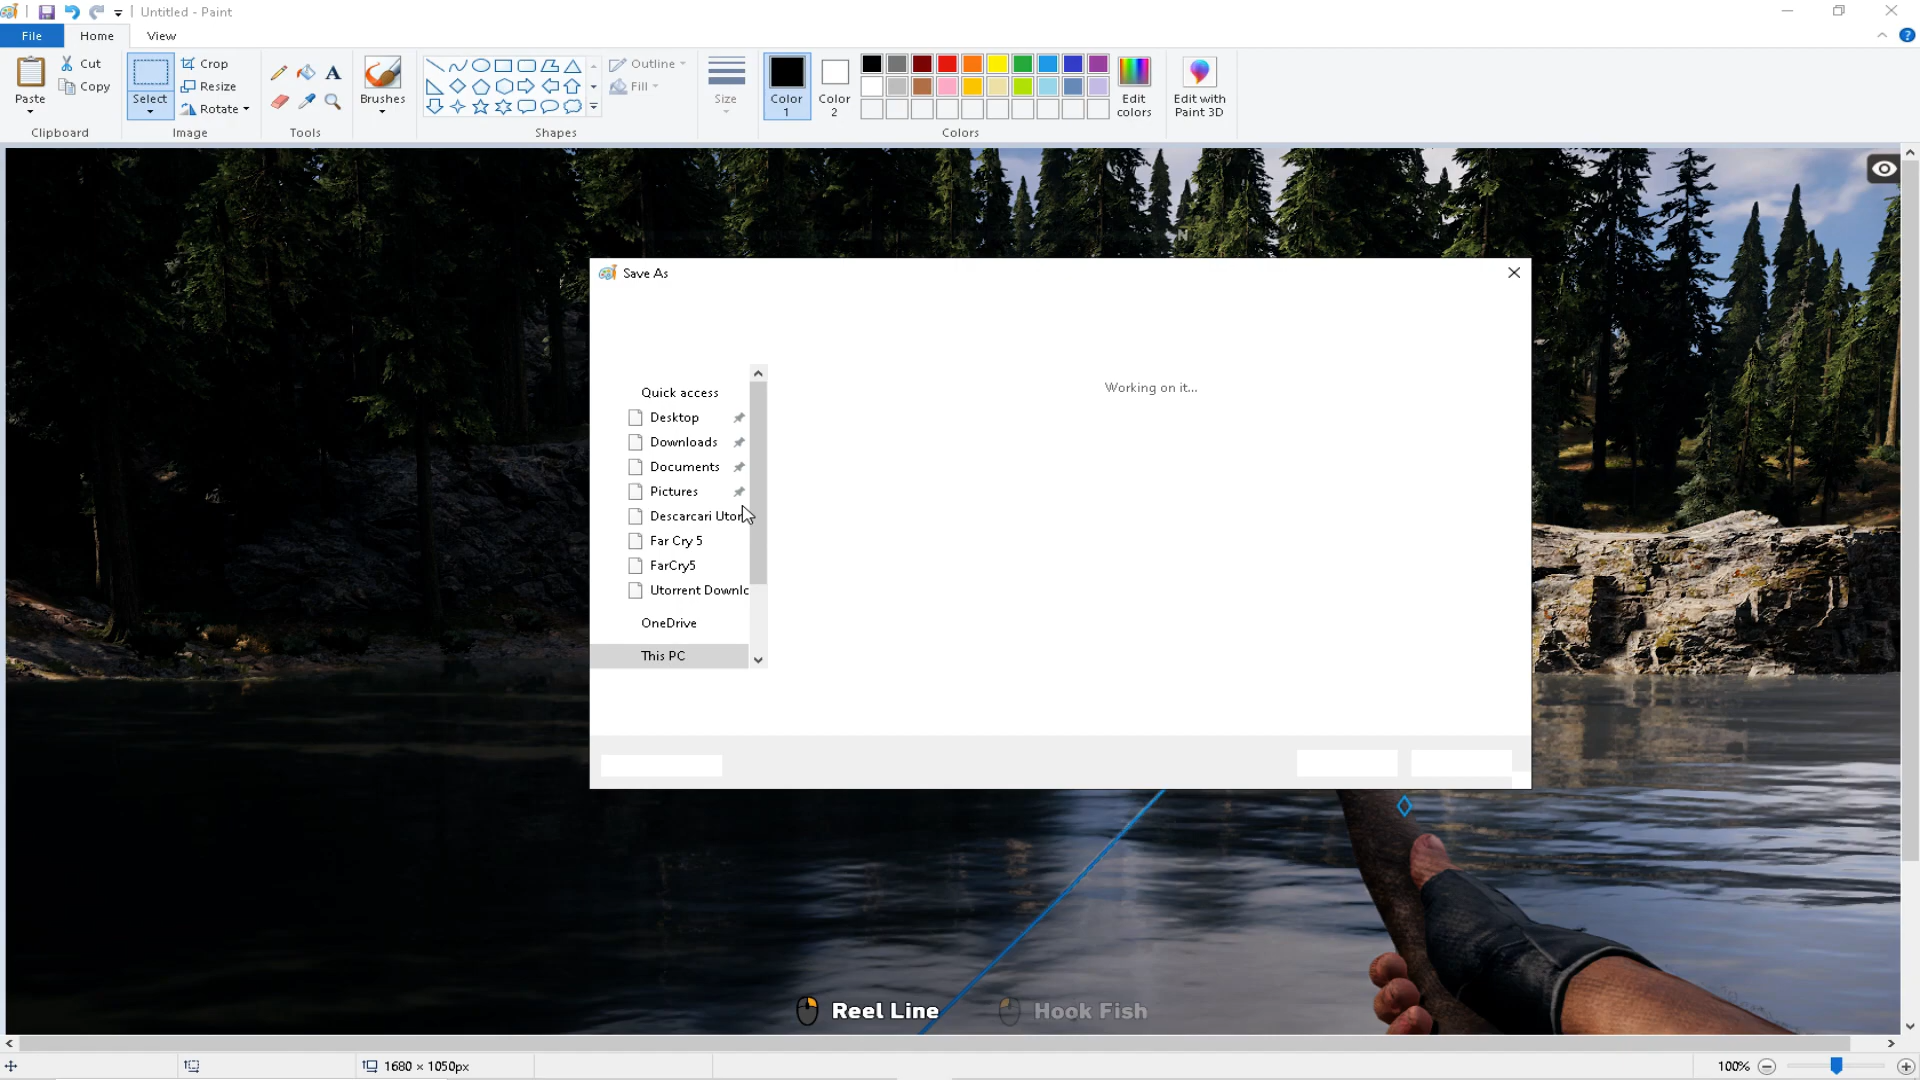 Untitled - Paint
File
Home
View
Paste
Cut
Copy
Clipboard
Select
Crop
Resize
Rotate
Image
A
Tools
Brushes
Shapes
Outline
Fill
Size
Color 1
Color 2
Edit colors
Colors
Edit with Paint 3D
N
Save As
Quick access
Desktop
Downloads
Documents
Pictures
Descarcari Utor
Far Cry 5
FarCry5
Utorrent Downlc
OneDrive
This PC
Working on it...
Reel Line
Hook Fish
1680 × 1050px
100%